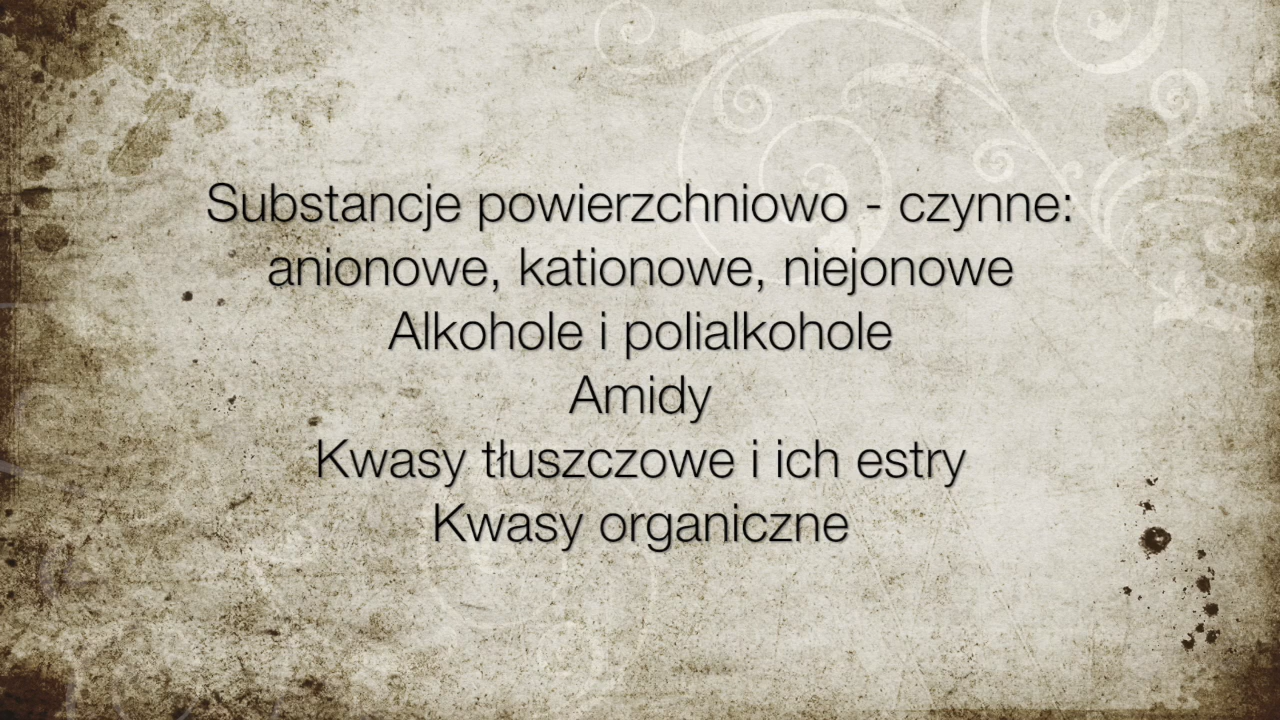 Substancje powierzchniowo - czynne:
anionowe, kationowe, niejonowe
Alkohole i polialkohole
Amidy
Kwasy tłuszczowe i ich estry
Kwasy organiczne